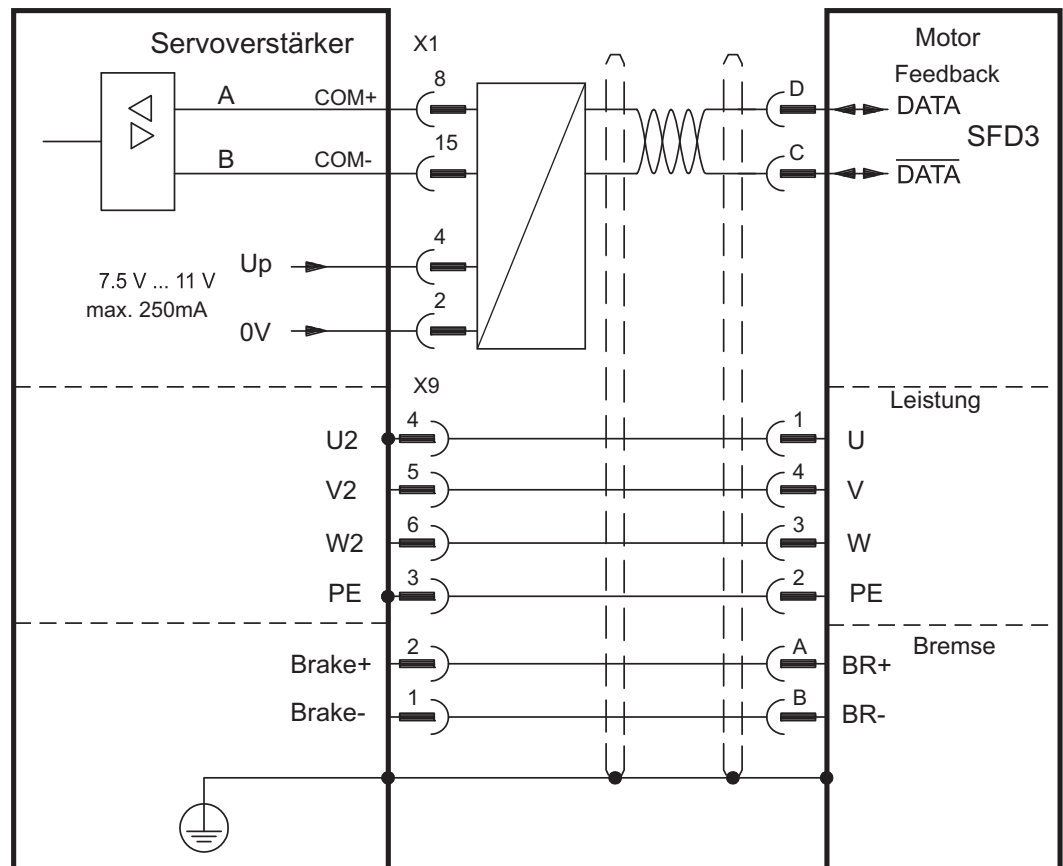 Servoverstärker
X1
Motor
Feedback
A
COM+
8
D
DATA
SFD3
B
COM-
15
C
DATA
Up
4
7.5 V ... 11 V
max. 250mA
0V
2
X9
Leistung
U2
4
1
U
V2
5
4
V
W2
6
3
W
PE
3
2
PE
Bremse
Brake+
2
A
BR+
Brake-
1
B
BR-